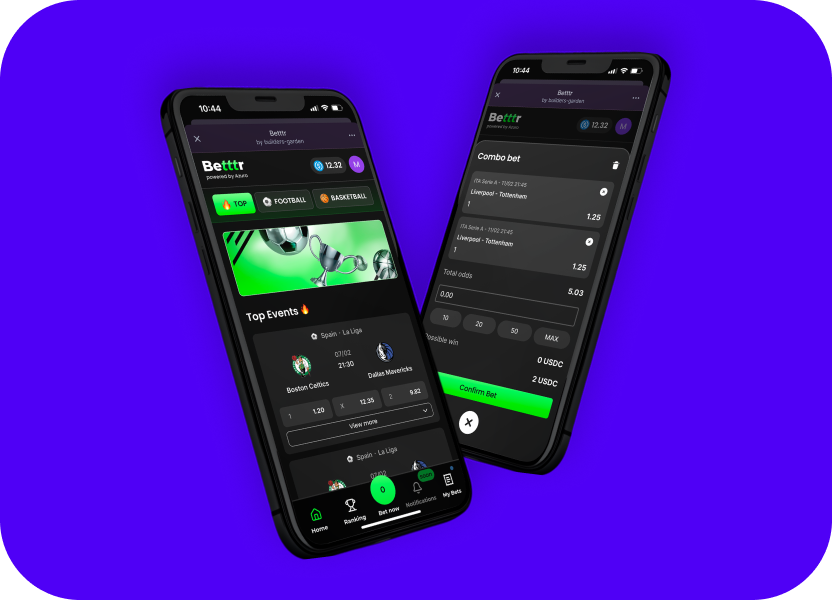 10:44
Betttr
by builders-garden
Betttr
powered by Azuro
12.32
M
TOP
FOOTBALL
BASKETBALL
Top Events
Spain · La Liga
07/02
21:30
Boston Celtics
Dallas Mavericks
1 1.20
X 12.35
2 9.82
View more
Spain · La Liga
07/02
Home
Ranking
0
Bet now
soon
Notifications
My Bets
10:44
Betttr
by builders-garden
Betttr
powered by Azuro
12.32
M
Combo bet
ITA Serie A - 11/02 21:45
Liverpool - Tottenham
1
1.25
ITA Serie A - 11/02 21:45
Liverpool - Tottenham
1
1.25
Total odds
5.03
0.00
10
20
50
MAX
Possible win
0 USDC
2 USDC
Confirm Bet